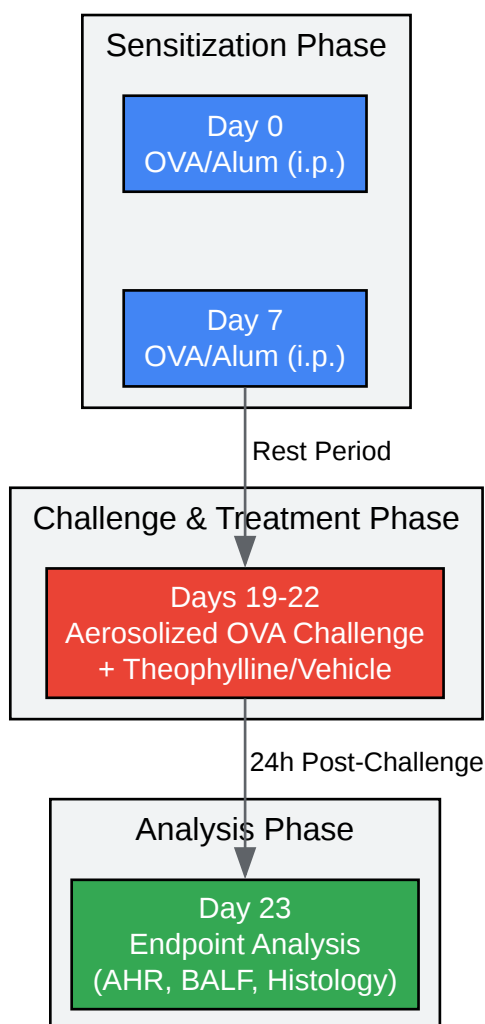 Sensitization Phase
Day 0
OVA/Alum (i.p.)
Day 7
OVA/Alum (i.p.)
Rest Period
Challenge & Treatment Phase
Days 19-22
Aerosolized OVA Challenge
+ Theophylline/Vehicle
24h Post-Challenge
Analysis Phase
Day 23
Endpoint Analysis
(AHR, BALF, Histology)